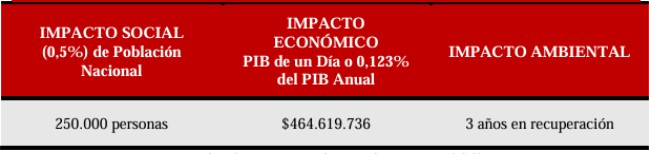 IMPACTO SOCIAL
(0,5%) de Población
Nacional
IMPACTO
ECONÓMICO
PIB de un Día o 0,123%
del PIB Anual
IMPACTO AMBIENTAL
250.000 personas
$464.619.736
3 años en recuperación